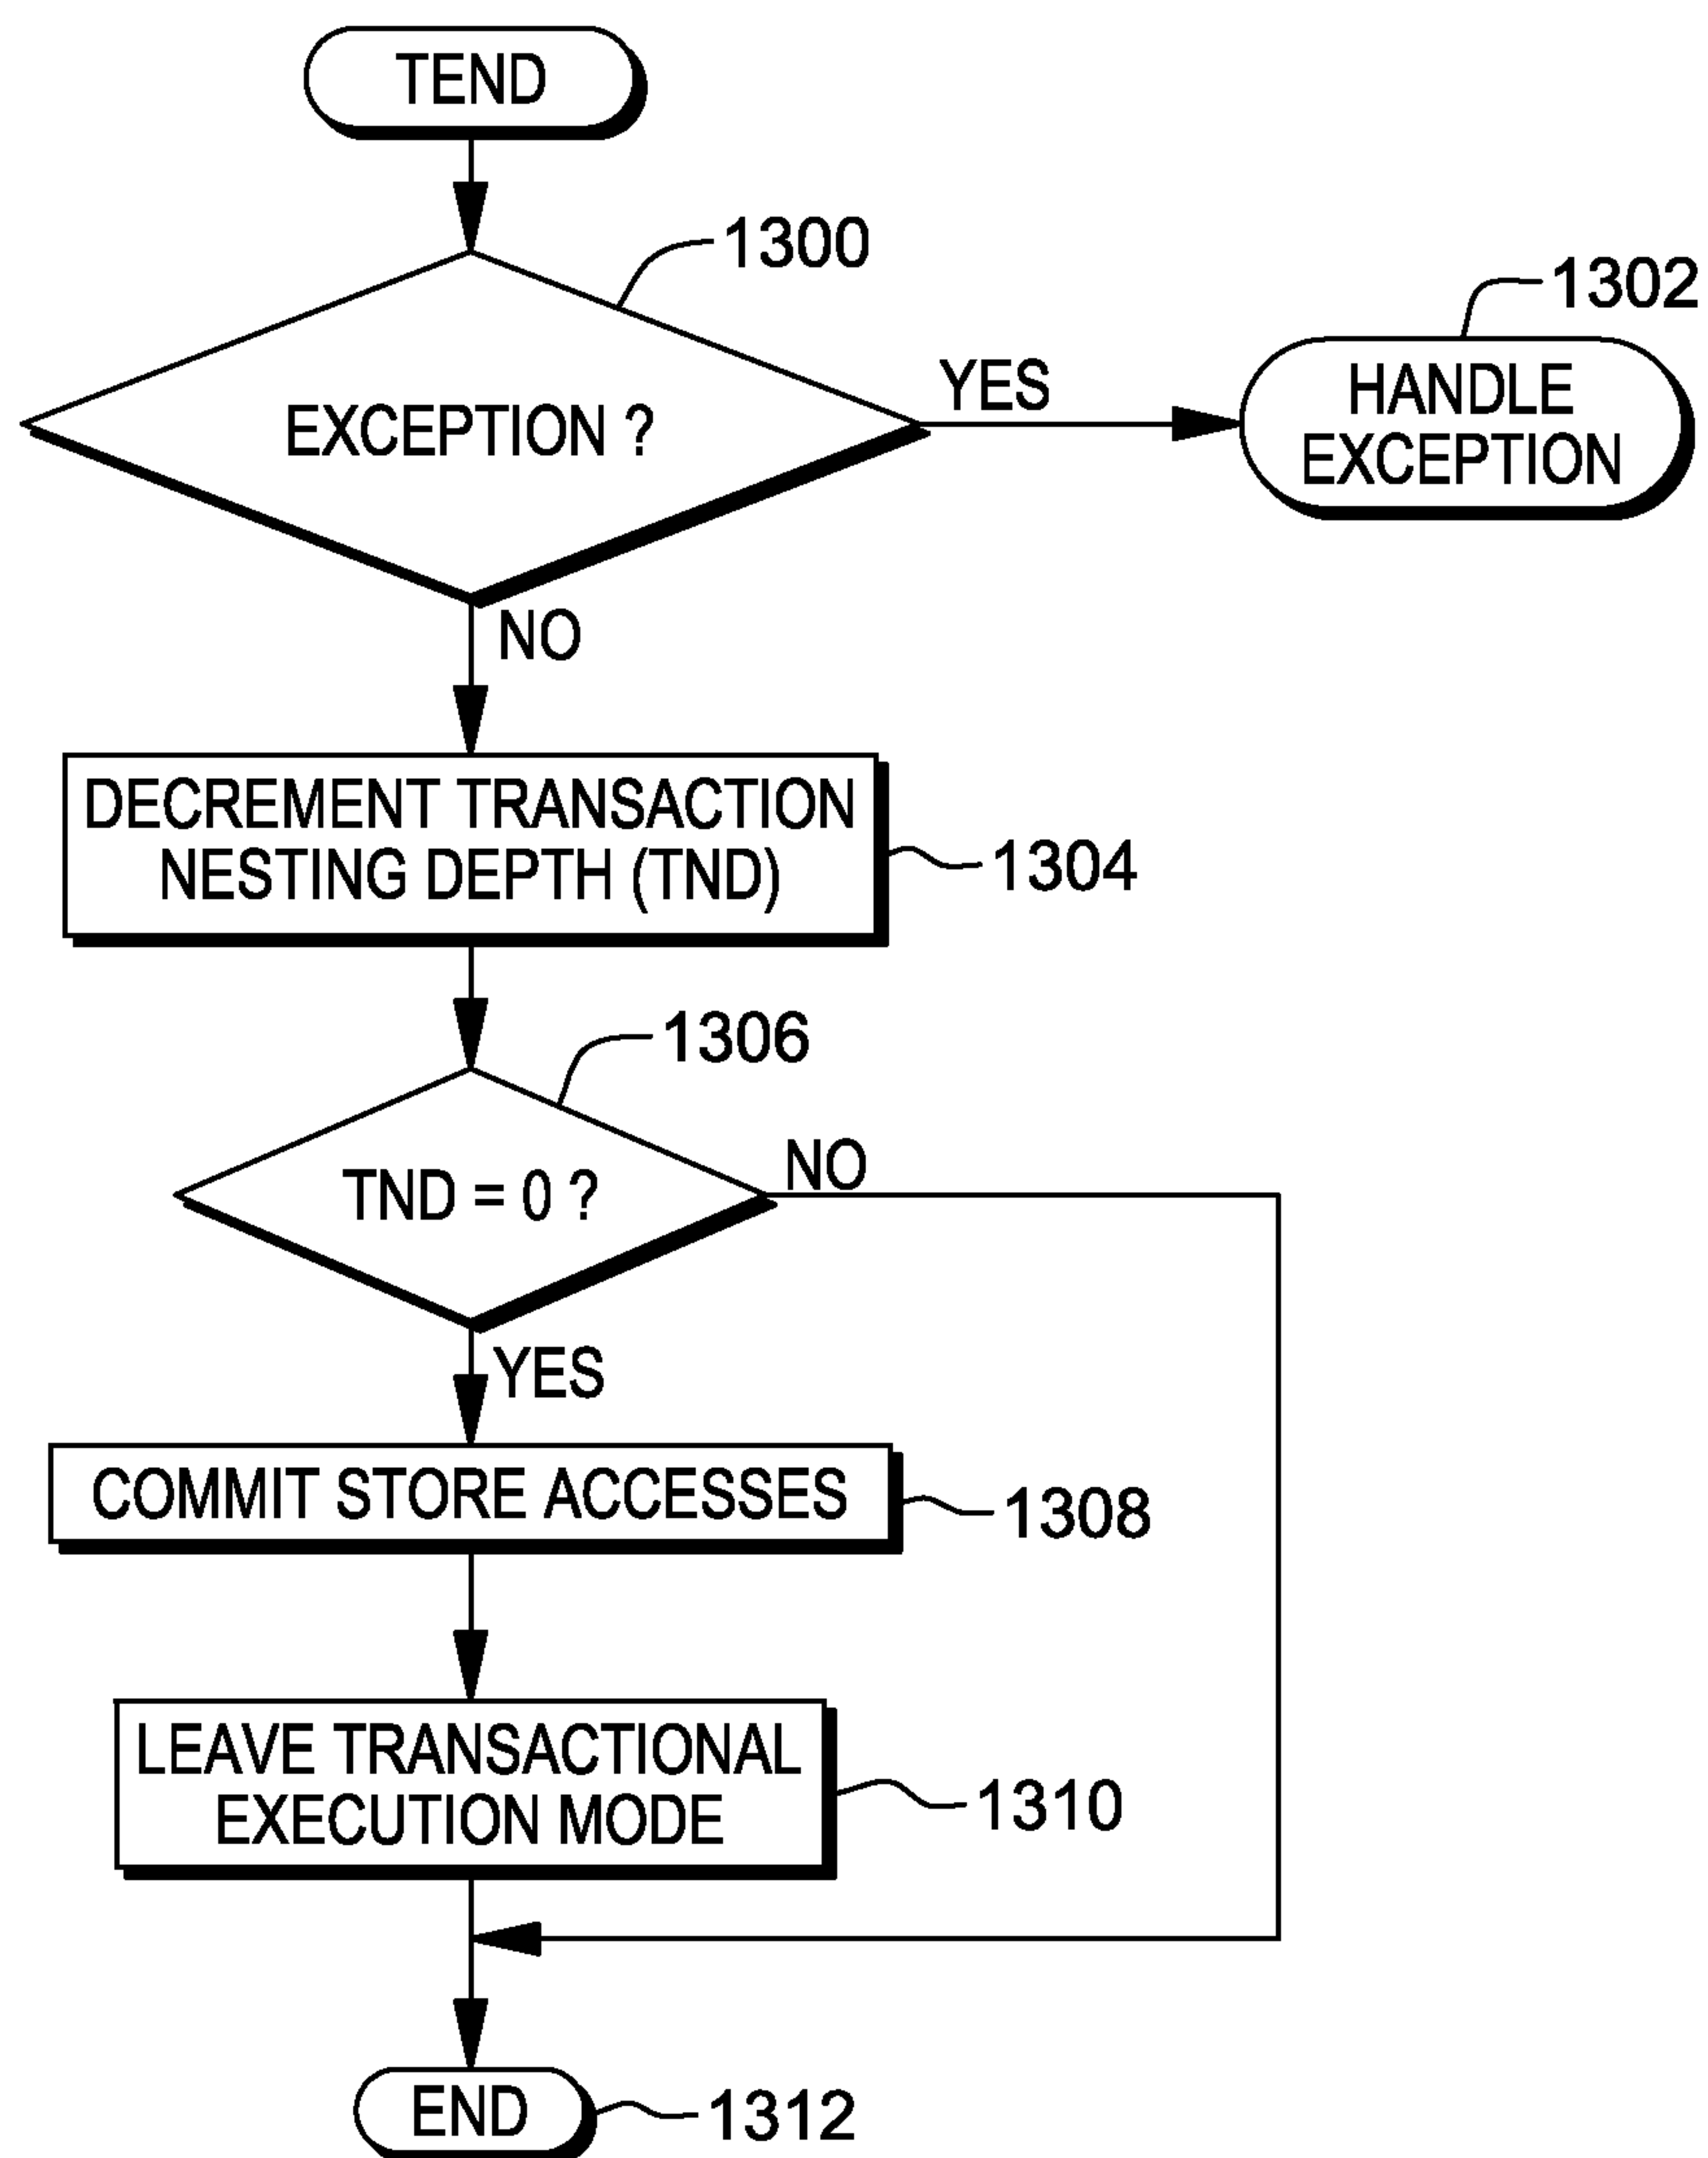 TEND
1300
EXCEPTION ?
YES
1302
HANDLE
EXCEPTION
NO
DECREMENT TRANSACTION
NESTING DEPTH (TND)
1304
1306
TND = 0 ?
NO
YES
COMMIT STORE ACCESSES
1308
LEAVE TRANSACTIONAL
EXECUTION MODE
1310
END
1312